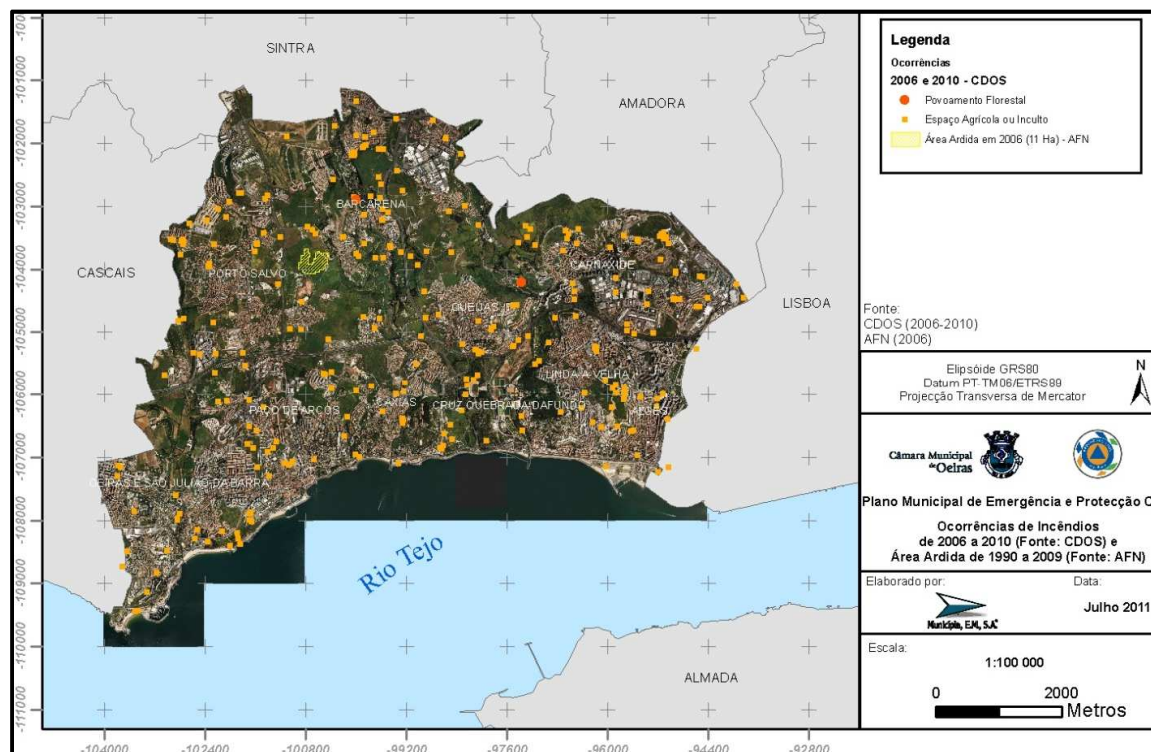 SINTRA
AMADORA
CASCAIS
LISBOA
ALMADA
BARCARENA
PORTO SALVO
CARNAXIDE
QUEIJAS
LINDA A VELHA
PAÇO DE ARCOS
CAXIAS
CRUZ QUEBRADA DAFUNDO
ALGÉS
OEIRAS E SÃO JULIÃO DA BARRA
Rio Tejo
-101000
-102000
-103000
-104000
-105000
-106000
-107000
-108000
-109000
-110000
-111000
-104000
-102400
-100800
-99200
-97600
-96000
-94400
-92800
Legenda
Ocorrências
2006 e 2010 - CDOS
Povoamento Florestal
Espaço Agrícola ou Inculto
Área Ardida em 2006 (11 Ha) - AFN
Fonte:
CDOS (2006-2010)
AFN (2006)
Elipsóide GRS80
Datum PT-TM06/ETRS89
Projecção Transversa de Mercator
N
Câmara Municipal
de Oeiras
Plano Municipal de Emergência e Protecção C
Ocorrências de Incêndios
de 2006 a 2010 (Fonte: CDOS) e
Área Ardida de 1990 a 2009 (Fonte: AFN)
Elaborado por:
Data:
Município, E.M., S.A.
Julho 2011
Escala:
1:100 000
0 2000
Metros